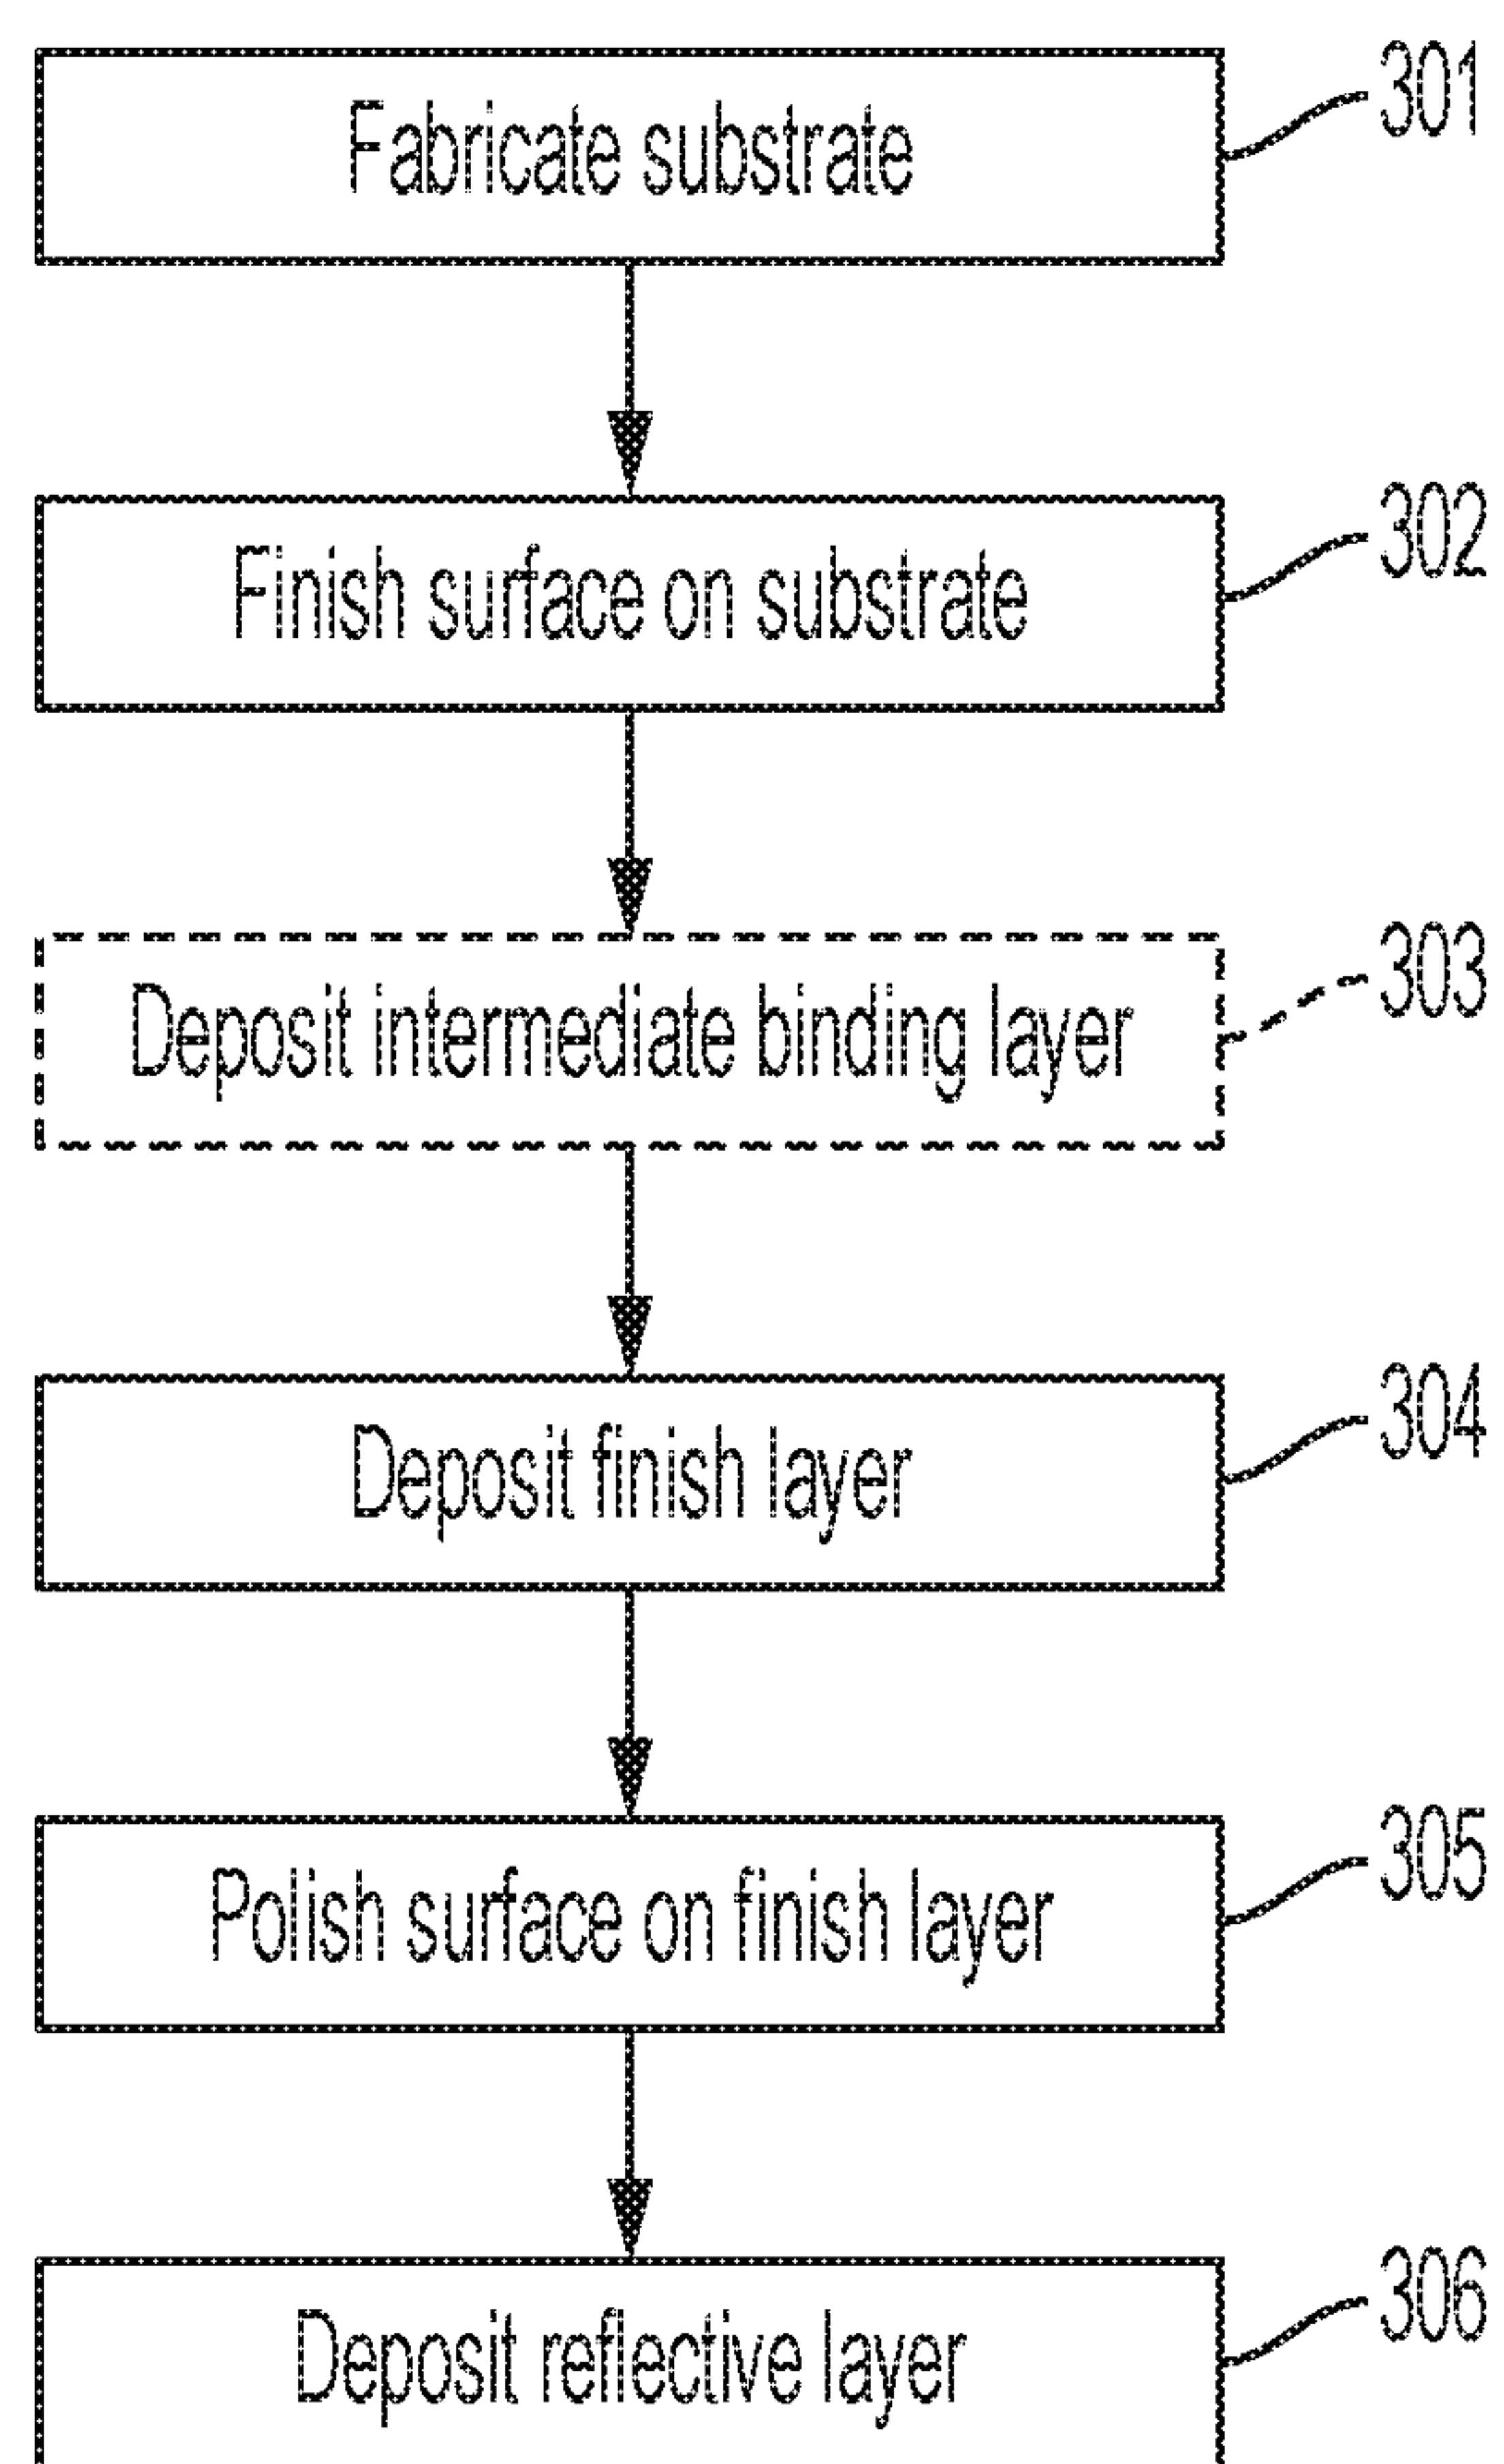 Fabricate substrate
301
Finish surface on substrate
302
Deposit intermediate binding layer
303
Deposit finish layer
304
Polish surface on finish layer
305
Deposit reflective layer
306